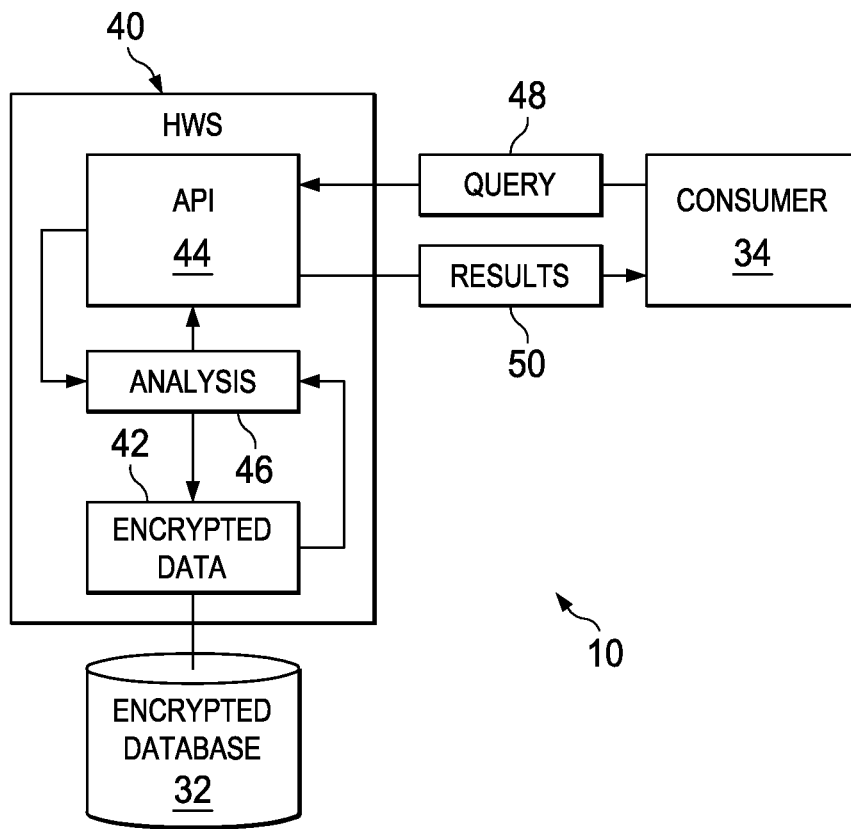 40
HWS
48
API
44
QUERY
CONSUMER
34
RESULTS
50
ANALYSIS
42
46
ENCRYPTED
DATA
10
ENCRYPTED
DATABASE
32